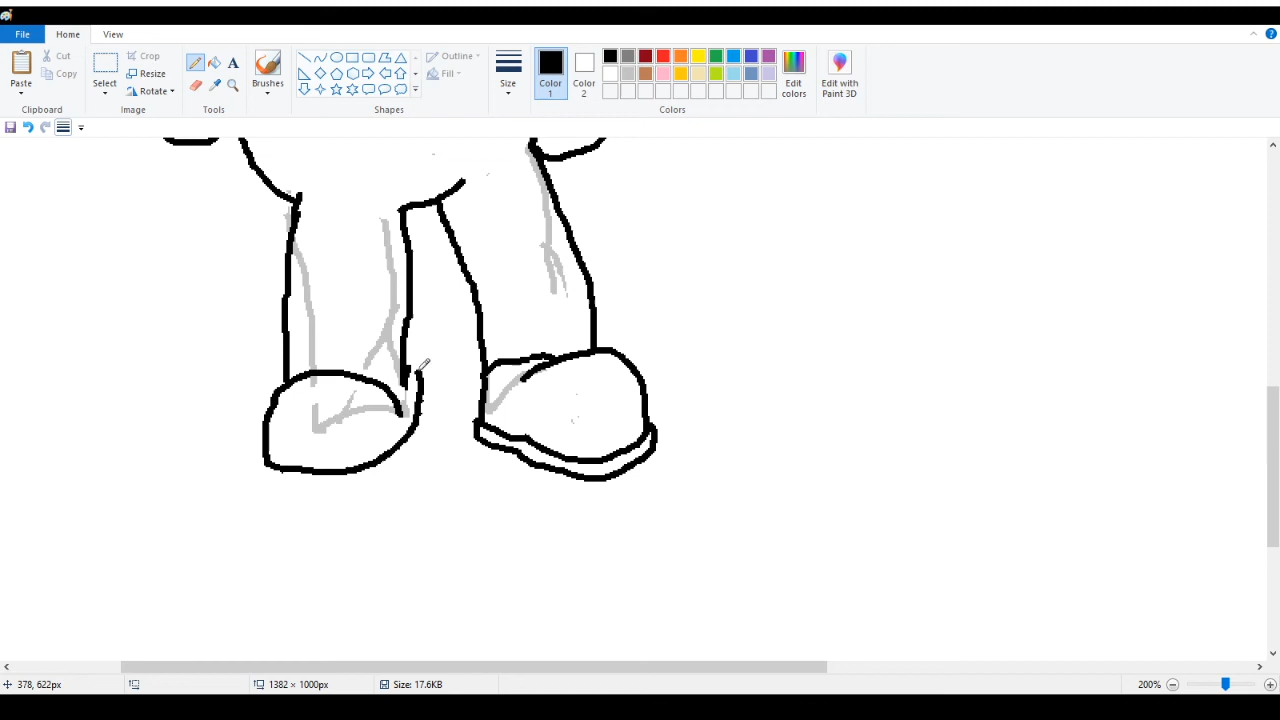 File Home View
Paste Cut Copy Clipboard
Select Crop Resize Rotate Image
A Tools
Brushes
Outline Fill Shapes
Size
Color 1 Color 2 Edit colors Colors
Edit with Paint 3D
378, 622px 1382 × 1000px Size: 17.6KB 200%